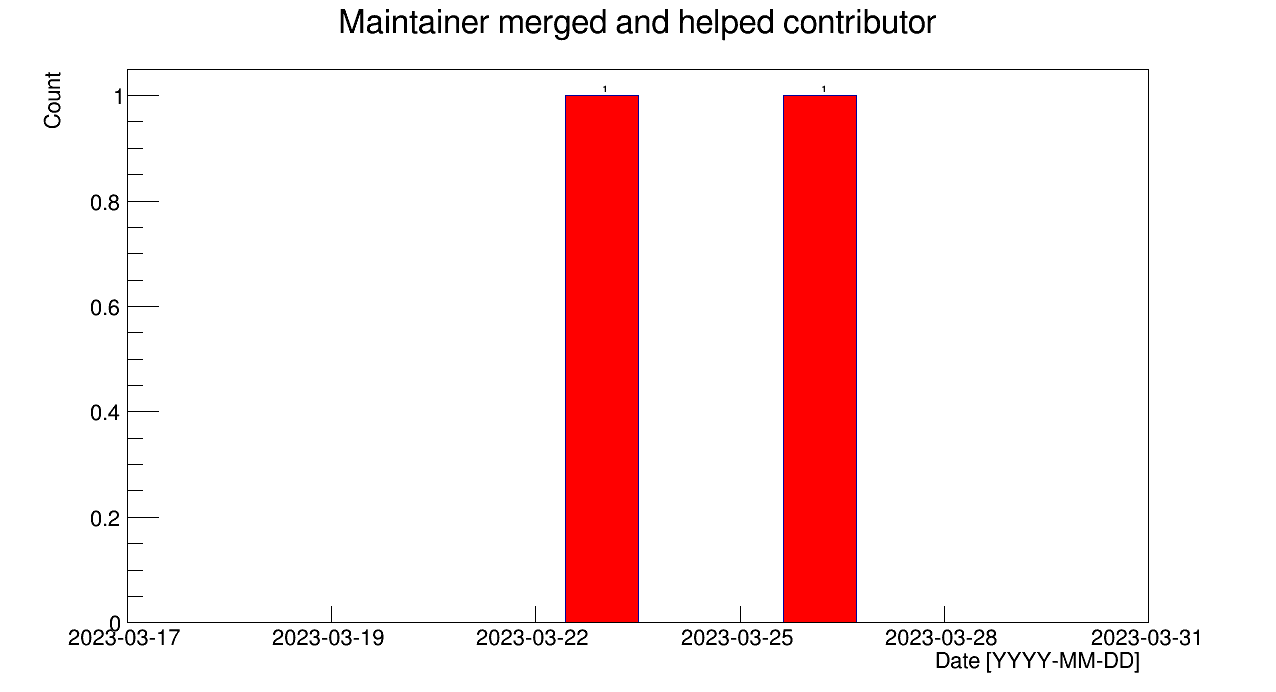 Maintainer merged and helped contributor
Count
1
0.8
0.6
0.4
0.2
0
1
1
2023-03-17 2023-03-19 2023-03-22 2023-03-25 2023-03-28 2023-03-31
Date [YYYY-MM-DD]